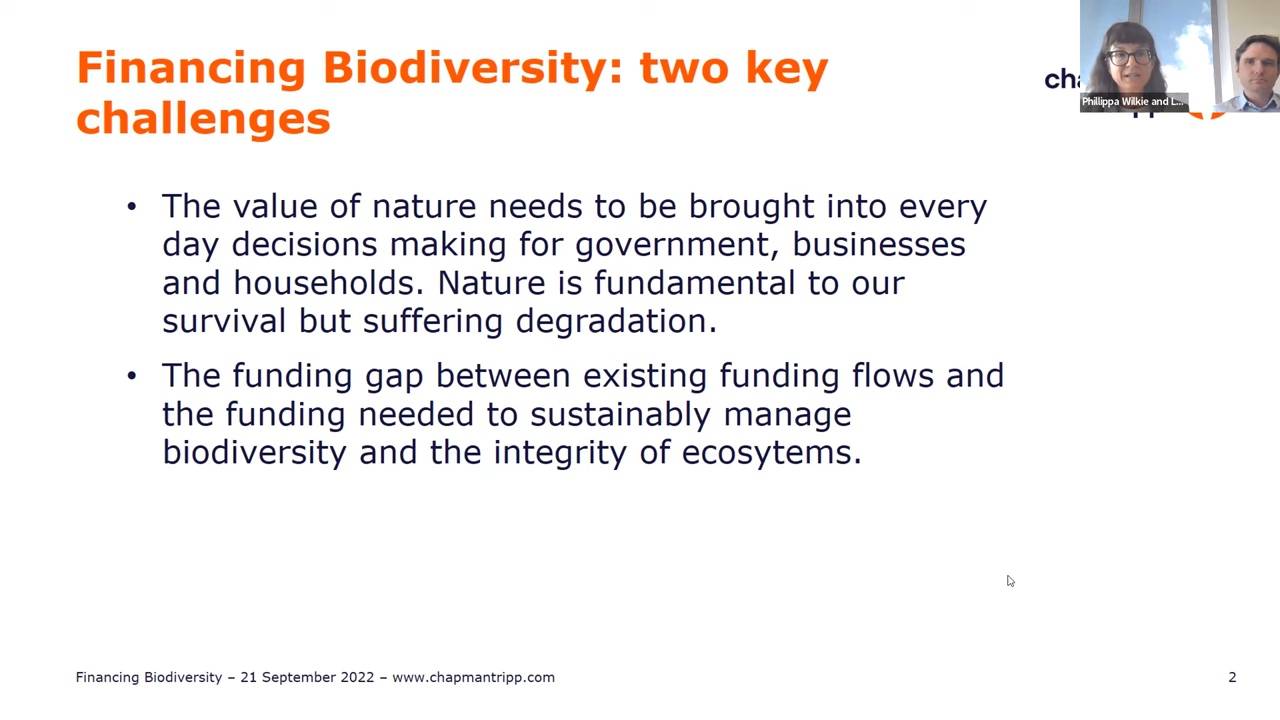 Financing Biodiversity: two key
challenges
Phillippa Wilkie and L...
• The value of nature needs to be brought into every
day decisions making for government, businesses
and households. Nature is fundamental to our
survival but suffering degradation.
• The funding gap between existing funding flows and
the funding needed to sustainably manage
biodiversity and the integrity of ecosytems.
Financing Biodiversity – 21 September 2022 – www.chapmantripp.com
2